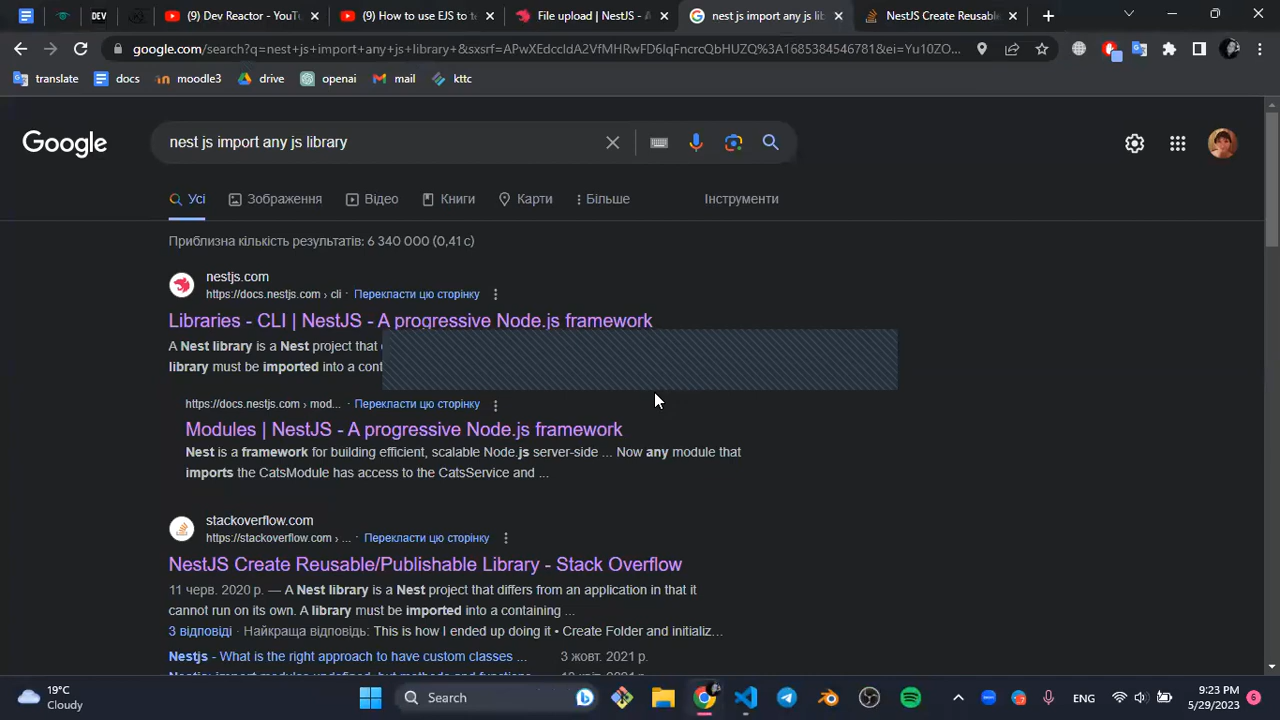 (9) Dev Reactor - YouT
(9) How to use EJS in
File upload | NestJS - A
nest js import any js lib
NestJS Create Reusable
google.com/search?q=nest+js+import+any+js+library+&sxsrf=
translate
docs
moodle3
drive
openai
mail
kttc
DEV
Google
nest js import any js library
Усі
Зображення
Відео
Книги
Карти
Більше
Інструменти
Приблизна кількість результатів: 6 340 000 (0,41 с)
nestjs.com
https://docs.nestjs.com › cli · Перекласти цю сторінку
Libraries - CLI | NestJS - A progressive Node.js framework
A Nest library is a Nest project that
library must be imported into a cont
https://docs.nestjs.com › mod... · Перекласти цю сторінку
Modules | NestJS - A progressive Node.js framework
Nest is a framework for building efficient, scalable Node.js server-side ... Now any module that
imports the CatsModule has access to the CatsService and ...
stackoverflow.com
https://stackoverflow.com › ... · Перекласти цю сторінку
NestJS Create Reusable/Publishable Library - Stack Overflow
11 черв. 2020 р. — A Nest library is a Nest project that differs from an application in that it
cannot run on its own. A library must be imported into a containing ...
3 відповіді · Найкраща відповідь: This is how I ended up doing it • Create Folder and initializ...
Nestjs - What is the right approach to have custom classes ... 3 жовт. 2021 р.
19°C
Cloudy
Search
ENG
9:23 PM
5/29/2023
6